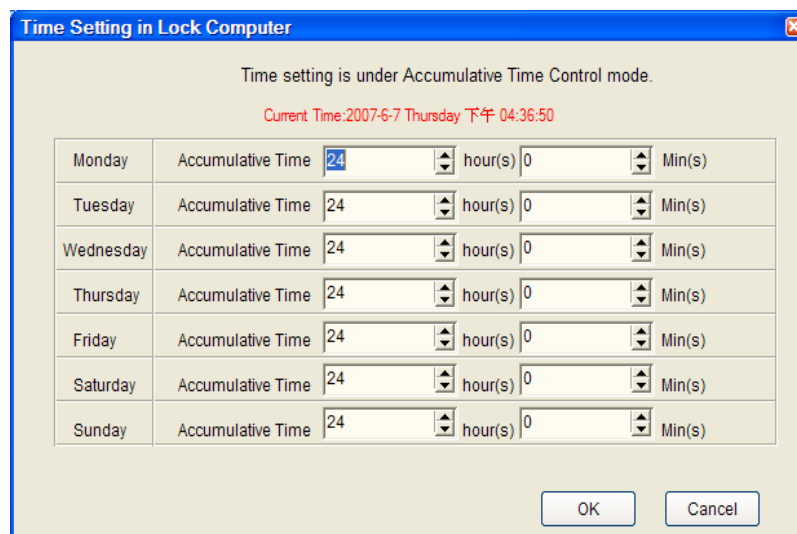 Time Setting in Lock Computer
Time setting is under Accumulative Time Control mode.
Current Time:2007-6-7 Thursday 下午 04:36:50
Monday Accumulative Time 24 hour(s) 0 Min(s)
Tuesday Accumulative Time 24 hour(s) 0 Min(s)
Wednesday Accumulative Time 24 hour(s) 0 Min(s)
Thursday Accumulative Time 24 hour(s) 0 Min(s)
Friday Accumulative Time 24 hour(s) 0 Min(s)
Saturday Accumulative Time 24 hour(s) 0 Min(s)
Sunday Accumulative Time 24 hour(s) 0 Min(s)
OK Cancel